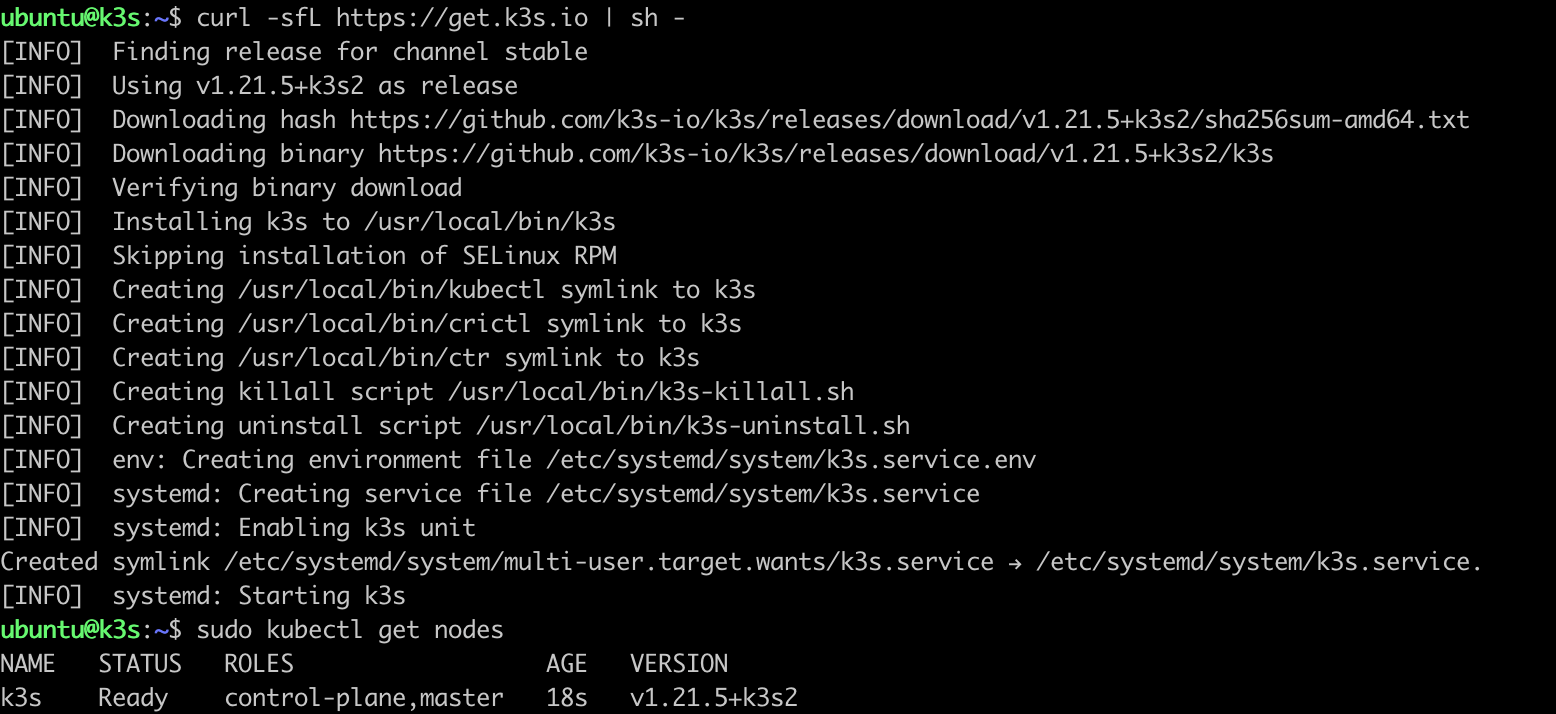 ubuntu@k3s:~$ curl -sfL https://get.k3s.io | sh -
[INFO]  Finding release for channel stable
[INFO]  Using v1.21.5+k3s2 as release
[INFO]  Downloading hash https://github.com/k3s-io/k3s/releases/download/v1.21.5+k3s2/sha256sum-amd64.txt
[INFO]  Downloading binary https://github.com/k3s-io/k3s/releases/download/v1.21.5+k3s2/k3s
[INFO]  Verifying binary download
[INFO]  Installing k3s to /usr/local/bin/k3s
[INFO]  Skipping installation of SELinux RPM
[INFO]  Creating /usr/local/bin/kubectl symlink to k3s
[INFO]  Creating /usr/local/bin/crictl symlink to k3s
[INFO]  Creating /usr/local/bin/ctr symlink to k3s
[INFO]  Creating killall script /usr/local/bin/k3s-killall.sh
[INFO]  Creating uninstall script /usr/local/bin/k3s-uninstall.sh
[INFO]  env: Creating environment file /etc/systemd/system/k3s.service.env
[INFO]  systemd: Creating service file /etc/systemd/system/k3s.service
[INFO]  systemd: Enabling k3s unit
Created symlink /etc/systemd/system/multi-user.target.wants/k3s.service → /etc/systemd/system/k3s.service.
[INFO]  systemd: Starting k3s
ubuntu@k3s:~$ sudo kubectl get nodes
NAME   STATUS   ROLES                  AGE   VERSION
k3s    Ready    control-plane,master   18s   v1.21.5+k3s2